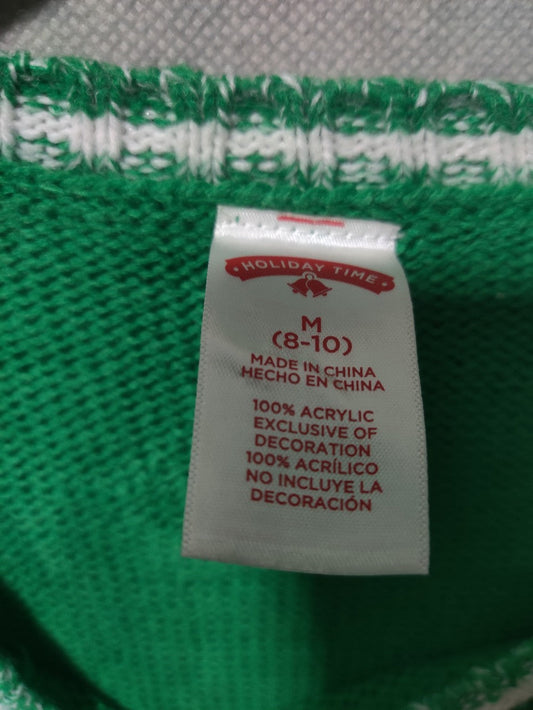 HOLIDAY TIME
M
(8-10)
MADE IN CHINA
HECHO EN CHINA
100% ACRYLIC
EXCLUSIVE OF
DECORATION
100% ACRÍLICO
NO INCLUYE LA
DECORACIÓN